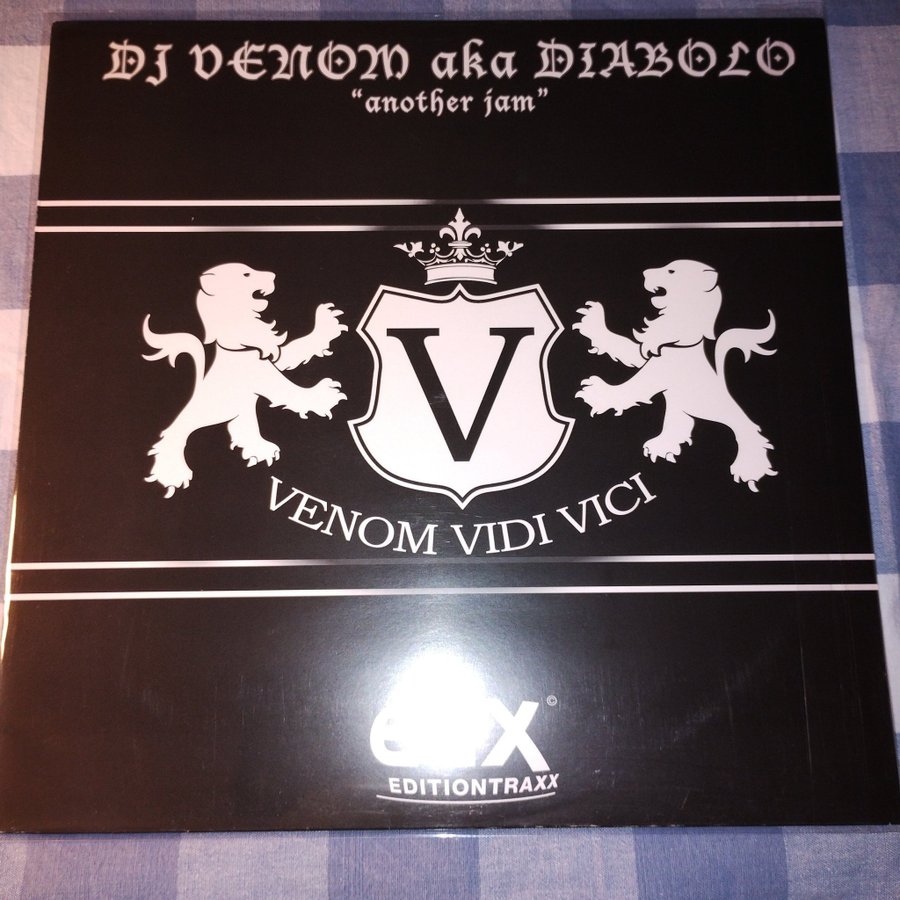 DJ VENOM aka DIABOLO
“another jam”
V
VENOM VIDI VICI
©
EDITIONTRAXX